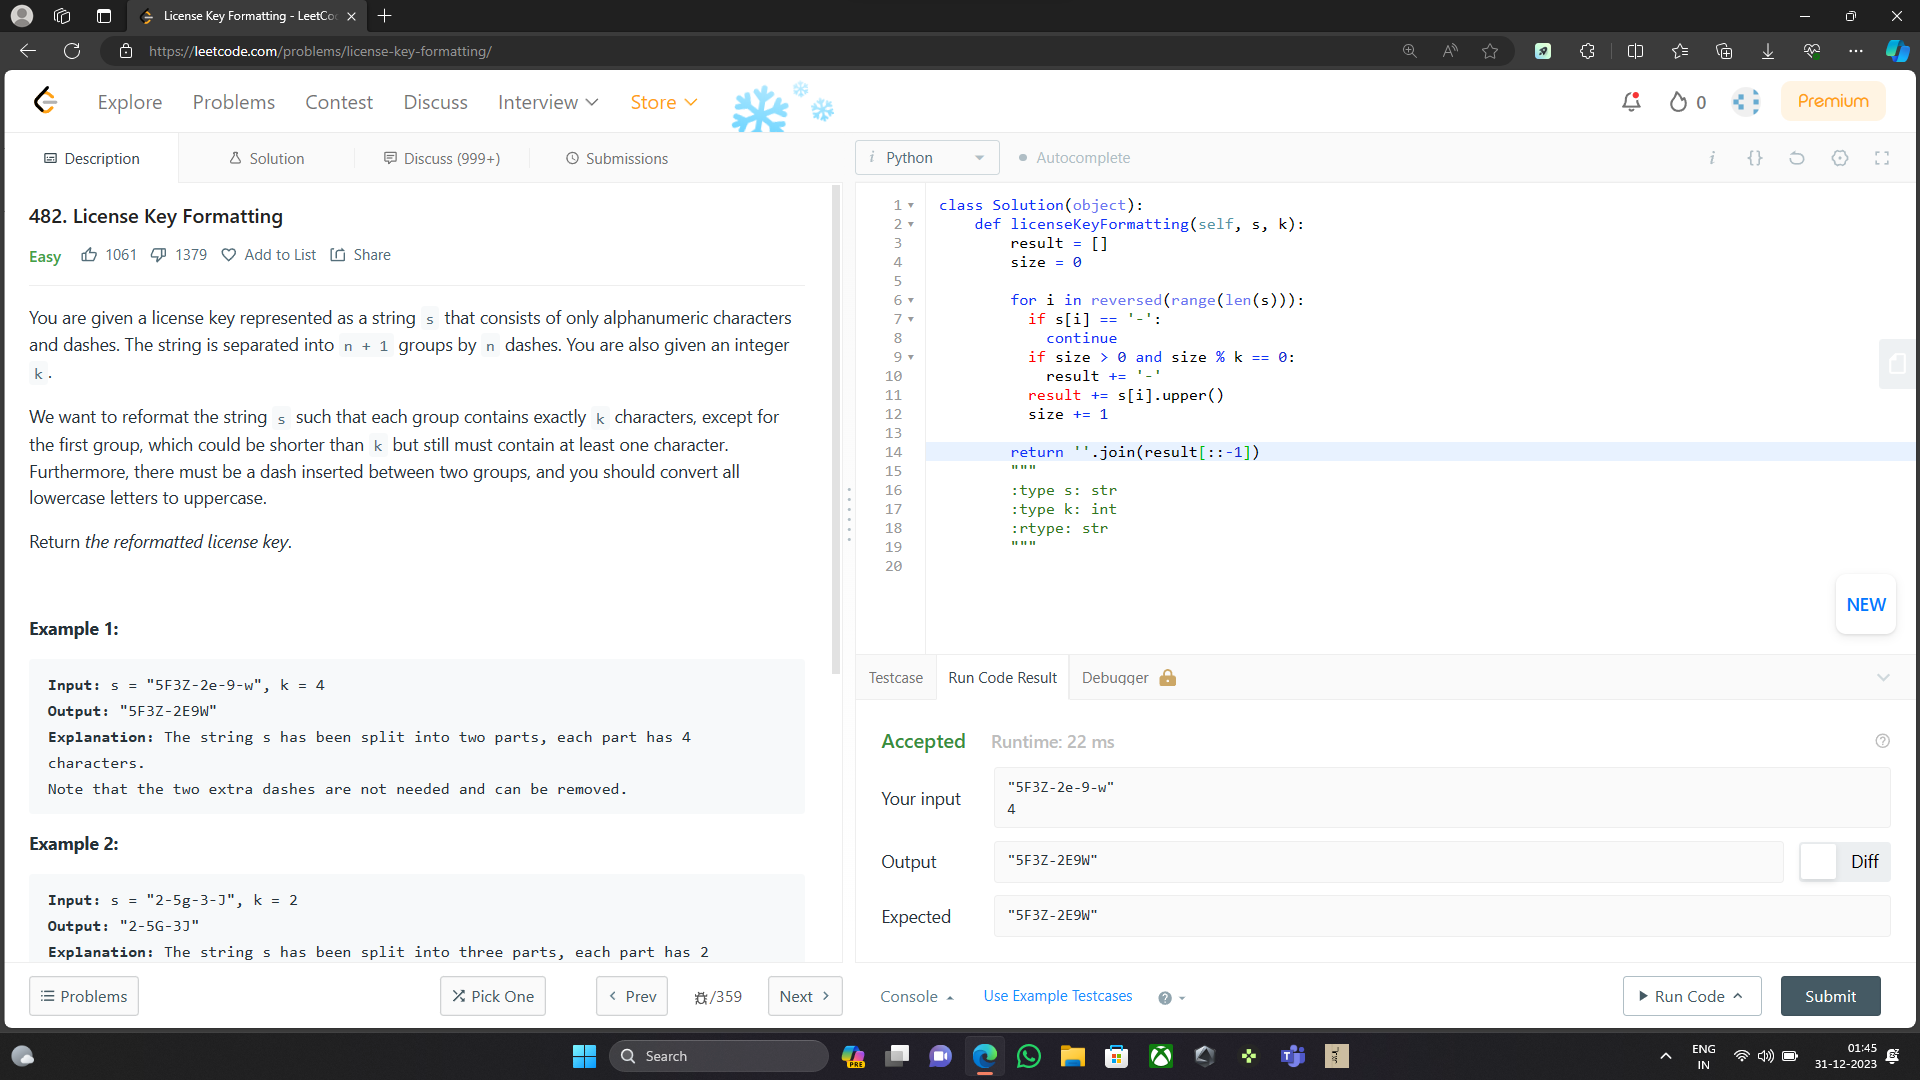 License Key Formatting - LeetCo
https://leetcode.com/problems/license-key-formatting/
Explore Problems Contest Discuss Interview Store
0
Premium
Description
Solution
Discuss (999+)
Submissions
i Python
Autocomplete
482. License Key Formatting
Easy 1061 1379 Add to List Share
You are given a license key represented as a string s that consists of only alphanumeric characters
and dashes. The string is separated into n + 1 groups by n dashes. You are also given an integer
k.
We want to reformat the string s such that each group contains exactly k characters, except for
the first group, which could be shorter than k but still must contain at least one character.
Furthermore, there must be a dash inserted between two groups, and you should convert all
lowercase letters to uppercase.
Return the reformatted license key.
Example 1:
Input: s = "5F3Z-2e-9-w", k = 4
Output: "5F3Z-2E9W"
Explanation: The string s has been split into two parts, each part has 4
characters.
Note that the two extra dashes are not needed and can be removed.
Example 2:
Input: s = "2-5g-3-J", k = 2
Output: "2-5G-3J"
Explanation: The string s has been split into three parts, each part has 2
1 class Solution(object):
2 def licenseKeyFormatting(self, s, k):
3 result = []
4 size = 0
5
6 for i in reversed(range(len(s))):
7 if s[i] == '-':
8 continue
9 if size > 0 and size % k == 0:
10 result += '-'
11 result += s[i].upper()
12 size += 1
13
14 return ''.join(result[::-1])
15 """
16 :type s: str
17 :type k: int
18 :rtype: str
19 """
20
NEW
Testcase
Run Code Result
Debugger
Accepted Runtime: 22 ms
Your input
"5F3Z-2e-9-w"
4
Output
"5F3Z-2E9W"
Diff
Expected
"5F3Z-2E9W"
Problems
Pick One
Prev
/359
Next
Console
Use Example Testcases
Run Code
Submit
Search
PRE
ENG
IN
01:45
31-12-2023